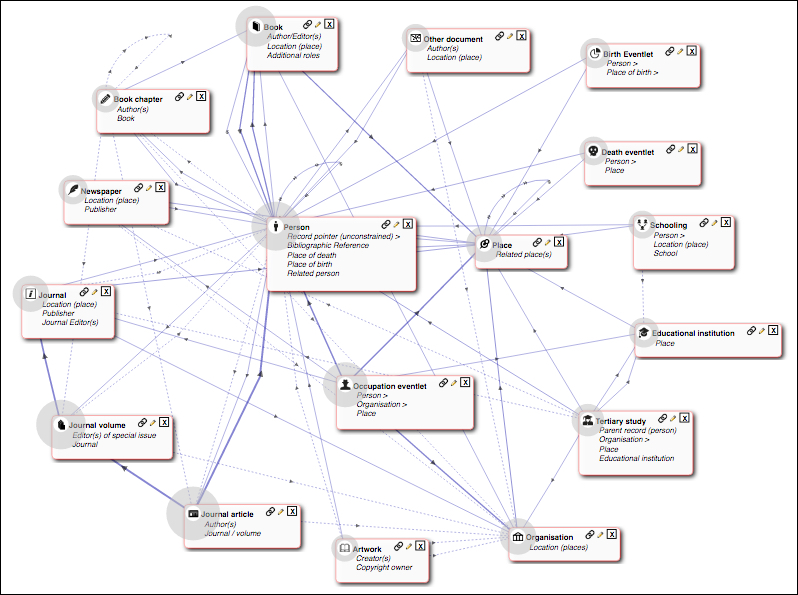 Book
X
Author/Editor(s)
Location (place)
Additional roles
Other document
X
Author(s)
Location (place)
Birth Eventlet
X
Person >
Place of birth >
Book chapter
X
Author(s)
Book
Death eventlet
X
Person >
Place
Newspaper
X
Location (place)
Publisher
Person
X
Record pointer (unconstrained) >
Bibliographic Reference
Place of death
Place of birth
Related person
Place
X
Related place(s)
Schooling
X
Person >
Location (place)
School
Journal
X
Location (place)
Publisher
Journal Editor(s)
Educational institution
X
Place
Occupation eventlet
X
Person >
Organisation >
Place
Journal volume
X
Editor(s) of special issue
Journal
Tertiary study
X
Parent record (person)
Organisation >
Place
Educational institution
Journal article
X
Author(s)
Journal / volume
Artwork
X
Creator(s)
Copyright owner
Organisation
X
Location (places)